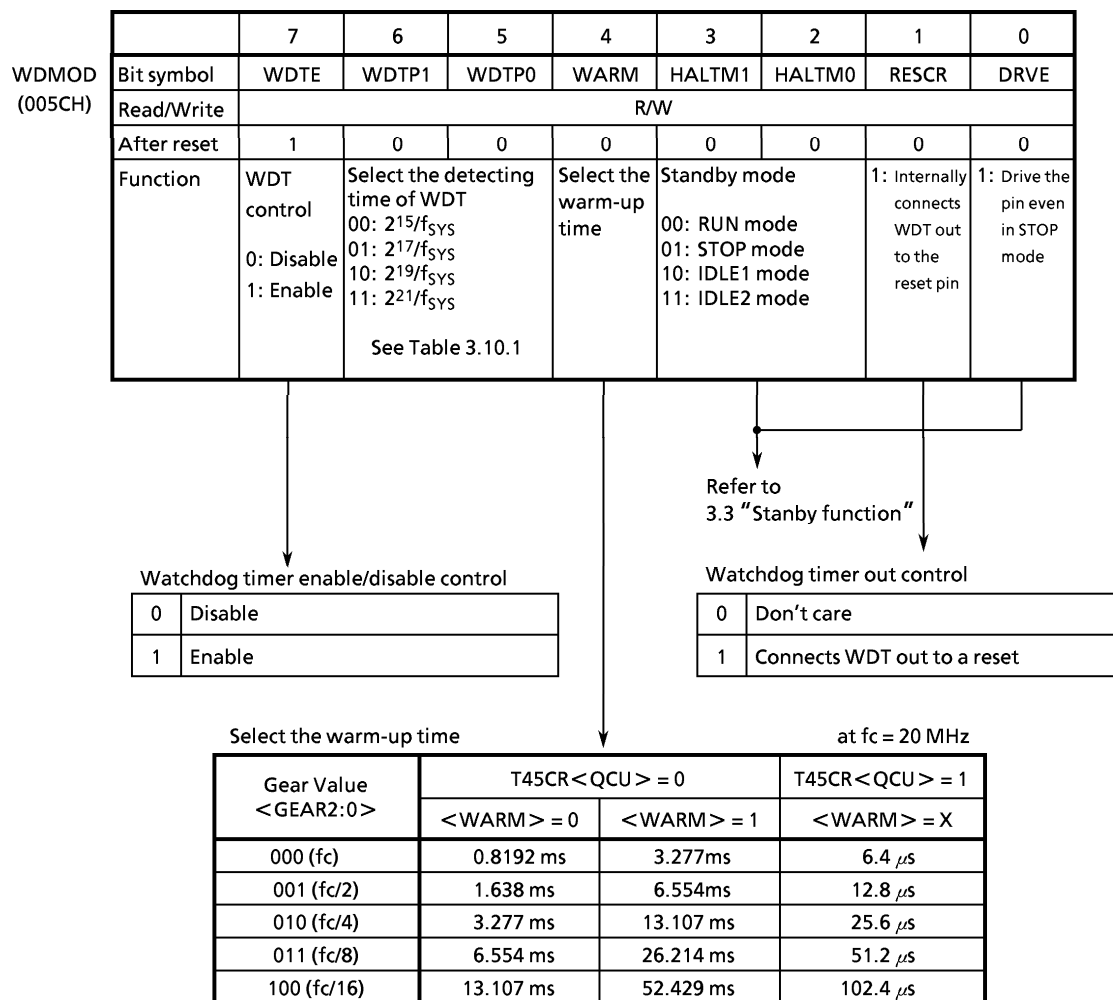 7 6 5 4 3 2 1 0
WDMOD
(005CH)
Bit symbol WDTE WDTP1 WDTP0 WARM HALTM1 HALTM0 RESCR DRVE
Read/Write R/W
After reset 1 0 0 0 0 0 0 0
Function
WDT
control
0: Disable
1: Enable
Select the detecting
time of WDT
00: 2¹⁵/fSYS
01: 2¹⁷/fSYS
10: 2¹⁹/fSYS
11: 2²¹/fSYS
See Table 3.10.1
Select the
warm-up
time
Standby mode
00: RUN mode
01: STOP mode
10: IDLE1 mode
11: IDLE2 mode
1: Internally
connects
WDT out
to the
reset pin
1: Drive the
pin even
in STOP
mode
Refer to
3.3 "Stanby function"
Watchdog timer enable/disable control
0 Disable
1 Enable
Watchdog timer out control
0 Don't care
1 Connects WDT out to a reset
Select the warm-up time at fc = 20 MHz
Gear Value
<GEAR2:0>
T45CR<QCU> = 0 T45CR<QCU> = 1
<WARM> = 0 <WARM> = 1 <WARM> = X
000 (fc) 0.8192 ms 3.277ms 6.4 μs
001 (fc/2) 1.638 ms 6.554ms 12.8 μs
010 (fc/4) 3.277 ms 13.107 ms 25.6 μs
011 (fc/8) 6.554 ms 26.214 ms 51.2 μs
100 (fc/16) 13.107 ms 52.429 ms 102.4 μs